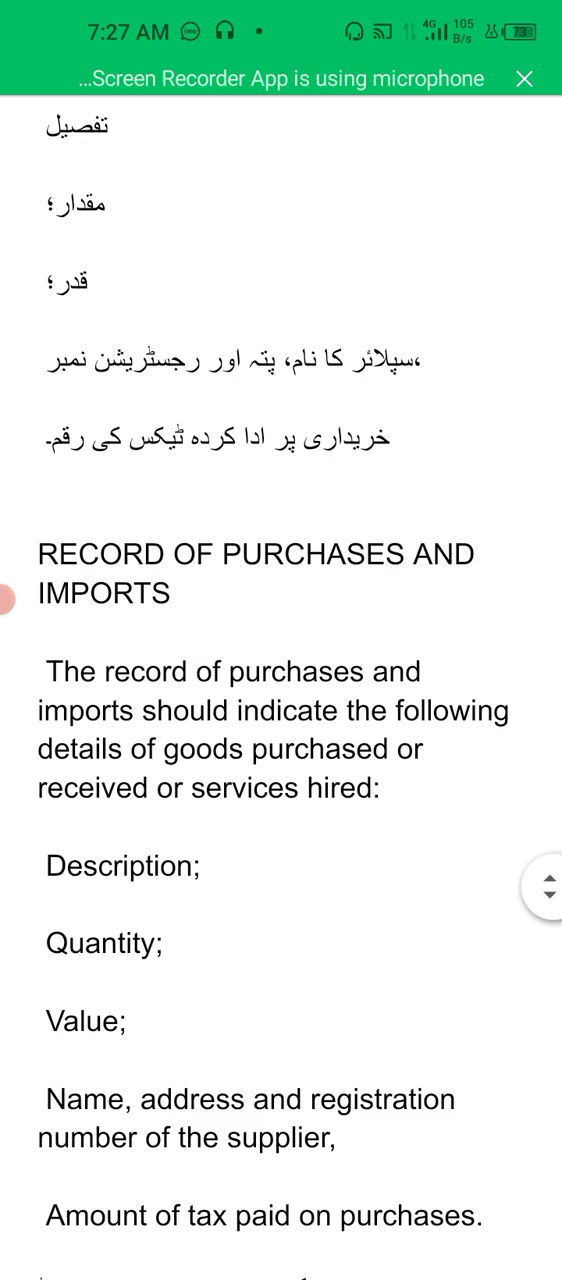 7:27 AM imo 4G 105 B/s 73
...Screen Recorder App is using microphone
تفصیل
مقدار؛
قدر؛
سپلائر کا نام، پتہ اور رجسٹریشن نمبر،
خریداری پر ادا کردہ ٹیکس کی رقم۔
RECORD OF PURCHASES AND
IMPORTS
The record of purchases and
imports should indicate the following
details of goods purchased or
received or services hired:
Description;
Quantity;
Value;
Name, address and registration
number of the supplier,
Amount of tax paid on purchases.